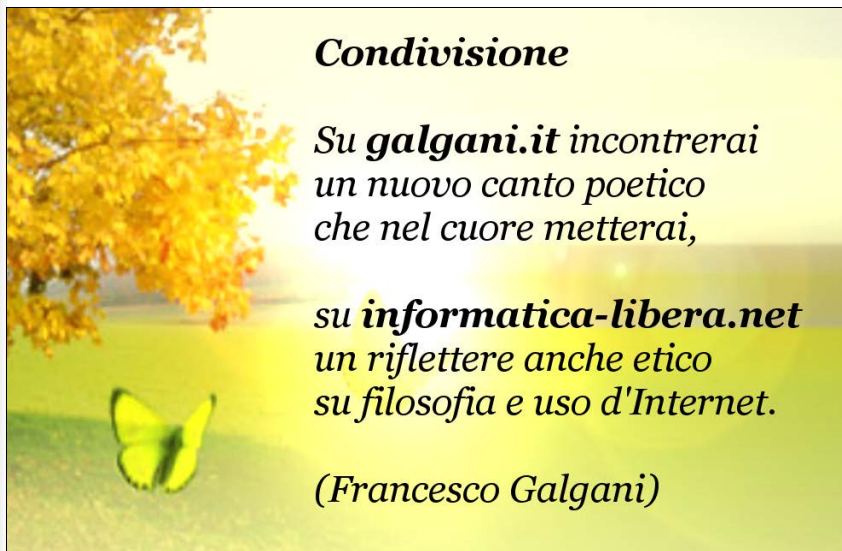 Condivisione
Su galgani.it incontrerai
un nuovo canto poetico
che nel cuore metterai,
su informatica-libera.net
un riflettere anche etico
su filosofia e uso d'Internet.
(Francesco Galgani)